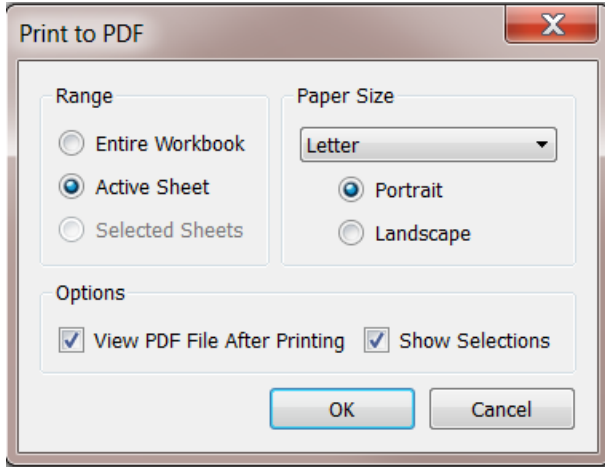 Print to PDF
Range
Entire Workbook
Active Sheet
Selected Sheets
Paper Size
Letter
Portrait
Landscape
Options
View PDF File After Printing
Show Selections
OK
Cancel